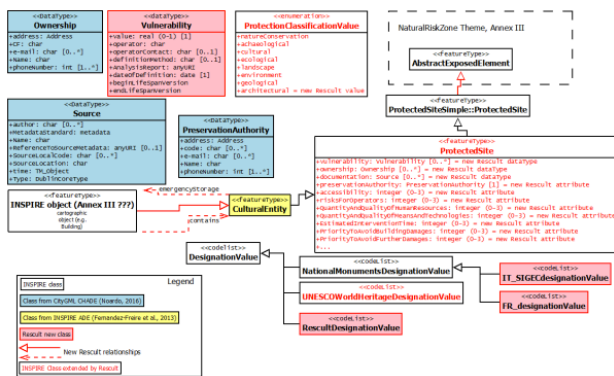 <<DataType>>
Ownership
+address: Address
+CF: char
+e-mail: char [0..*]
+Name: char
+phoneNumber: int [1..*]
<<DataType>>
Vulnerability
+value: real (0-1) [1]
+operator: char
+operatorContact: char [0..1]
+definitionMethod: char [0..1]
+AnalysisReport: anyURI
+dateOfDefinition: date [1]
+beginLifeSpanVersion
+endLifeSpanVersion
<<enumeration>>
ProtectionClassificationValue
+natureConservation
+achaeological
+cultural
+ecological
+landscape
+environment
+geological
+architectural = new Rescult value
NaturalRiskZone Theme, Annex III
<<featureType>>
AbstractExposedElement
<<featureType>>
ProtectedSiteSimple::ProtectedSite
<<DataType>>
Source
+author: char [0..*]
+MetadataStandard: metadata
+Name: char
+ReferenceToSourceMetadata: anyURI [0..1]
+SourceLocalCode: char [0..*]
+sourceLocation: char
+time: TM_Object
+Type: DublinCoreType
<<DataType>>
PreservationAuthority
+address: Address
+code: char [0..*]
+e-mail: char [0..*]
+Name: char
+phoneNumber: int [0..*]
<<featureType>>
ProtectedSite
+Vulnerability: Vulnerability [0..*] = new Rescult dataType
+ownership: Ownership [0..*] = new Rescult dataType
+documentation: Source [0..*] = new Rescult dataType
+preservationAuthority: PreservationAuthority [1] = new Rescult attribute
+accessibility: integer (0-3) = new Rescult attribute
+risksForOperators: integer (0-3) = new Rescult attribute
+QuantityAndQualityOfHumanResources: integer (0-3) = new Rescult attribute
+QuantityAndQualityOfMeansAndTechnologies: integer (0-3) = new Rescult attribute
+EstimatedInterventionTime: integer (0-3) = new Rescult attribute
+PriorityToAvoidBuildingDamages: integer (0-3) = new Rescult attribute
+PriorityToAvoidFurtherDamages: integer (0-3) = new Rescult attribute
+...
<<featureType>>
INSPIRE object (Annex III ???)
cartographic
object (e.g.
Building)
emergencyStorage
contains
<<featureType>>
CulturalEntity
<<codelist>>
DesignationValue
<<codeList>>
NationalMonumentsDesignationValue
<<codeList>>
UNESCOWorldHeritageDesignationValue
<<codeList>>
RescultDesignationValue
<<codeList>>
IT_SIGECdesignationValue
<<codeList>>
FR_designationValue
Legend
INSPIRE class
Class from CityGML CHADE (Noardo, 2016)
Class from INSPIRE ADE (Fernandez-Freire et al., 2013)
Rescult new class
New Rescult relationships
INSPIRE Class extended by Rescult